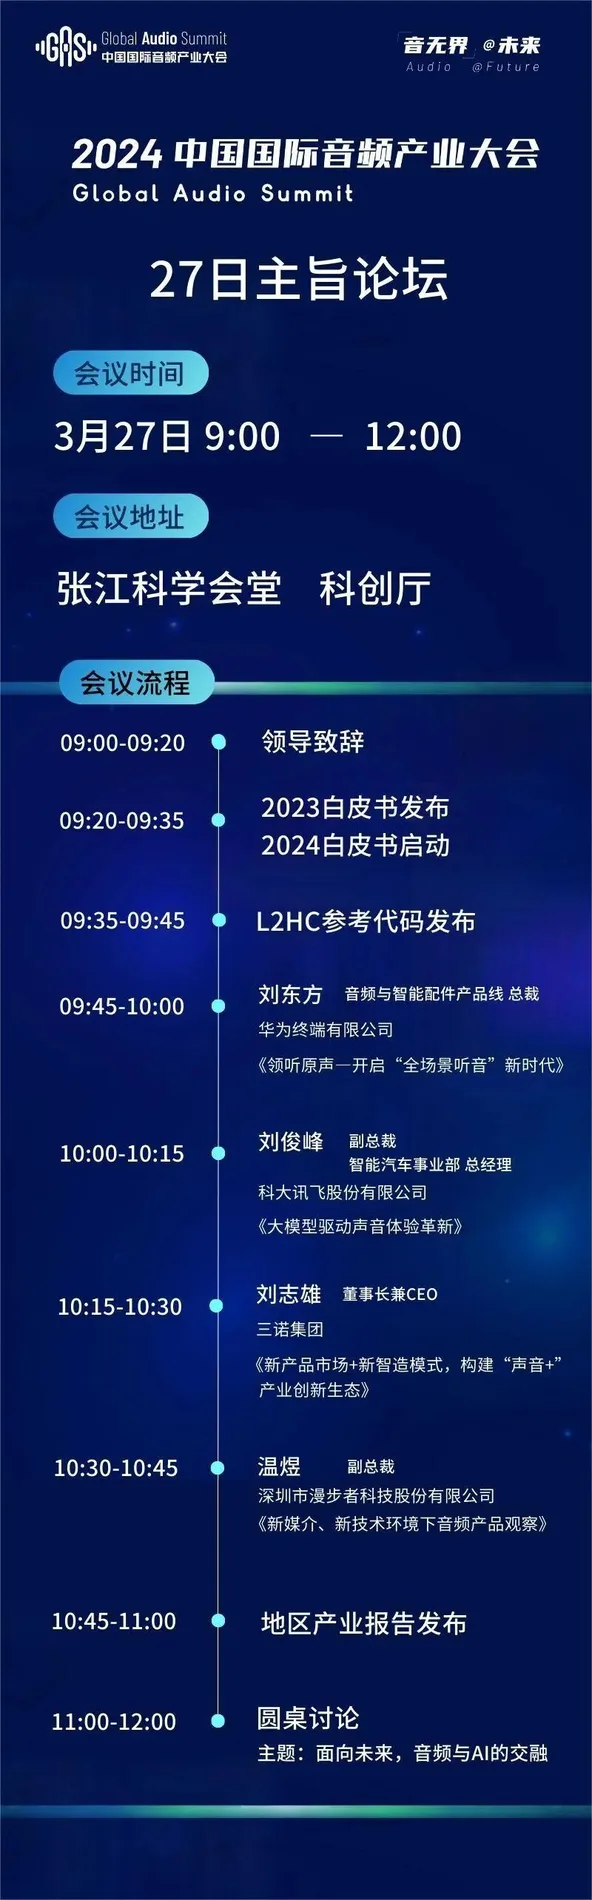 GAS Global Audio Summit
中国国际音频产业大会
音无界 @未来
Audio @Future
2024 中国国际音频产业大会
Global Audio Summit
27日主旨论坛
会议时间
3月27日 9:00 — 12:00
会议地址
张江科学会堂 科创厅
会议流程
09:00-09:20 领导致辞
09:20-09:35 2023白皮书发布
2024白皮书启动
09:35-09:45 L2HC参考代码发布
09:45-10:00 刘东方 音频与智能配件产品线 总裁
华为终端有限公司
《领听原声—开启“全场景听音”新时代》
10:00-10:15 刘俊峰 副总裁
智能汽车事业部 总经理
科大讯飞股份有限公司
《大模型驱动声音体验革新》
10:15-10:30 刘志雄 董事长兼CEO
三诺集团
《新产品市场+新智造模式，构建“声音+”
产业创新生态》
10:30-10:45 温煜 副总裁
深圳市漫步者科技股份有限公司
《新媒介、新技术环境下音频产品观察》
10:45-11:00 地区产业报告发布
11:00-12:00 圆桌讨论
主题：面向未来，音频与AI的交融